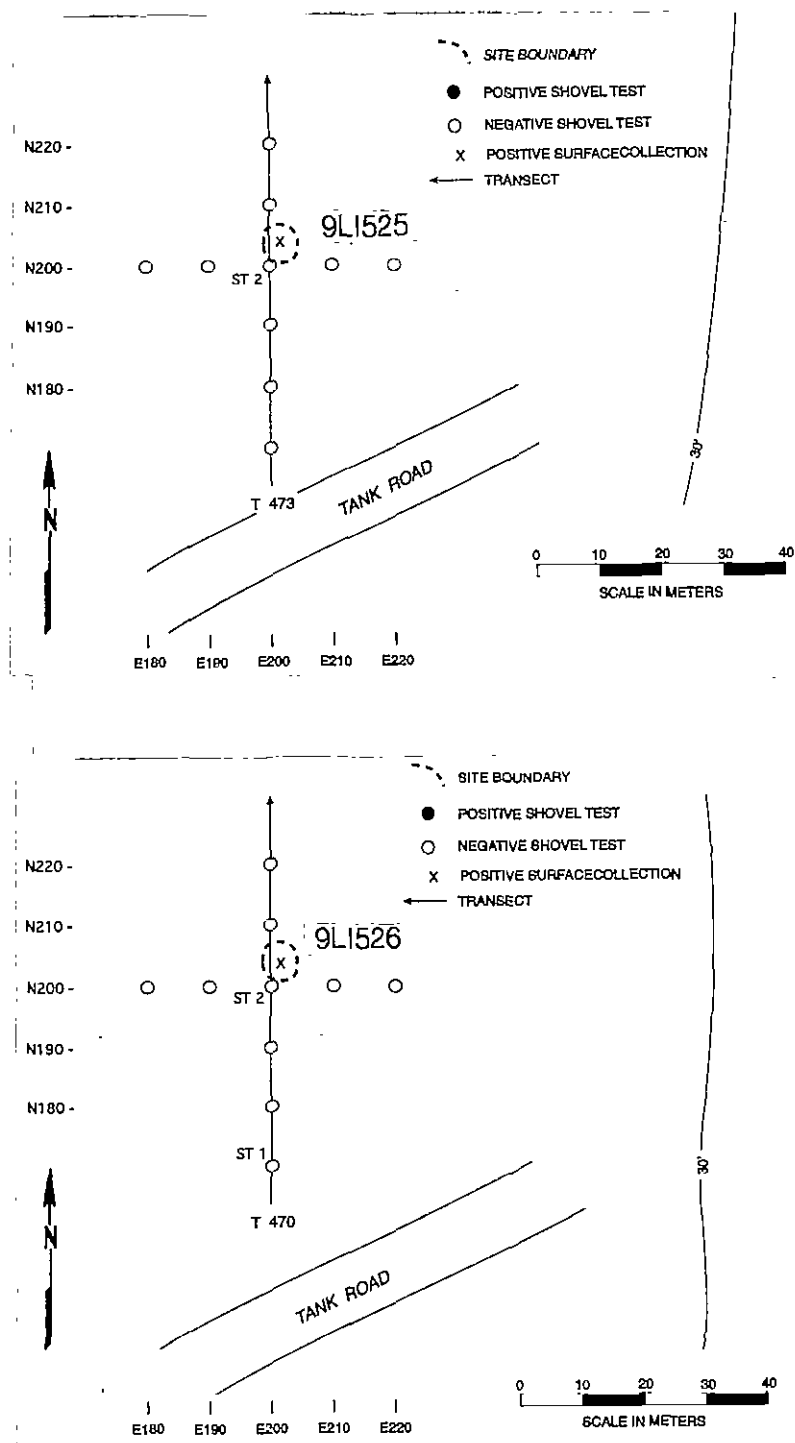 SITE BOUNDARY
POSITIVE SHOVEL TEST
NEGATIVE SHOVEL TEST
X POSITIVE SURFACECOLLECTION
TRANSECT
N220 -
N210 -
9LI525
N200 -
ST 2
N190 -
N180 -
30'
T 473
TANK ROAD
N
0 10 20 30 40
SCALE IN METERS
E180 E190 E200 E210 E220
SITE BOUNDARY
POSITIVE SHOVEL TEST
NEGATIVE SHOVEL TEST
X POSITIVE SURFACECOLLECTION
TRANSECT
N220 -
N210 -
9LI526
N200 -
ST 2
N190 -
N180 -
ST 1
30'
T 470
N
TANK ROAD
0 10 20 30 40
SCALE IN METERS
E180 E190 E200 E210 E220